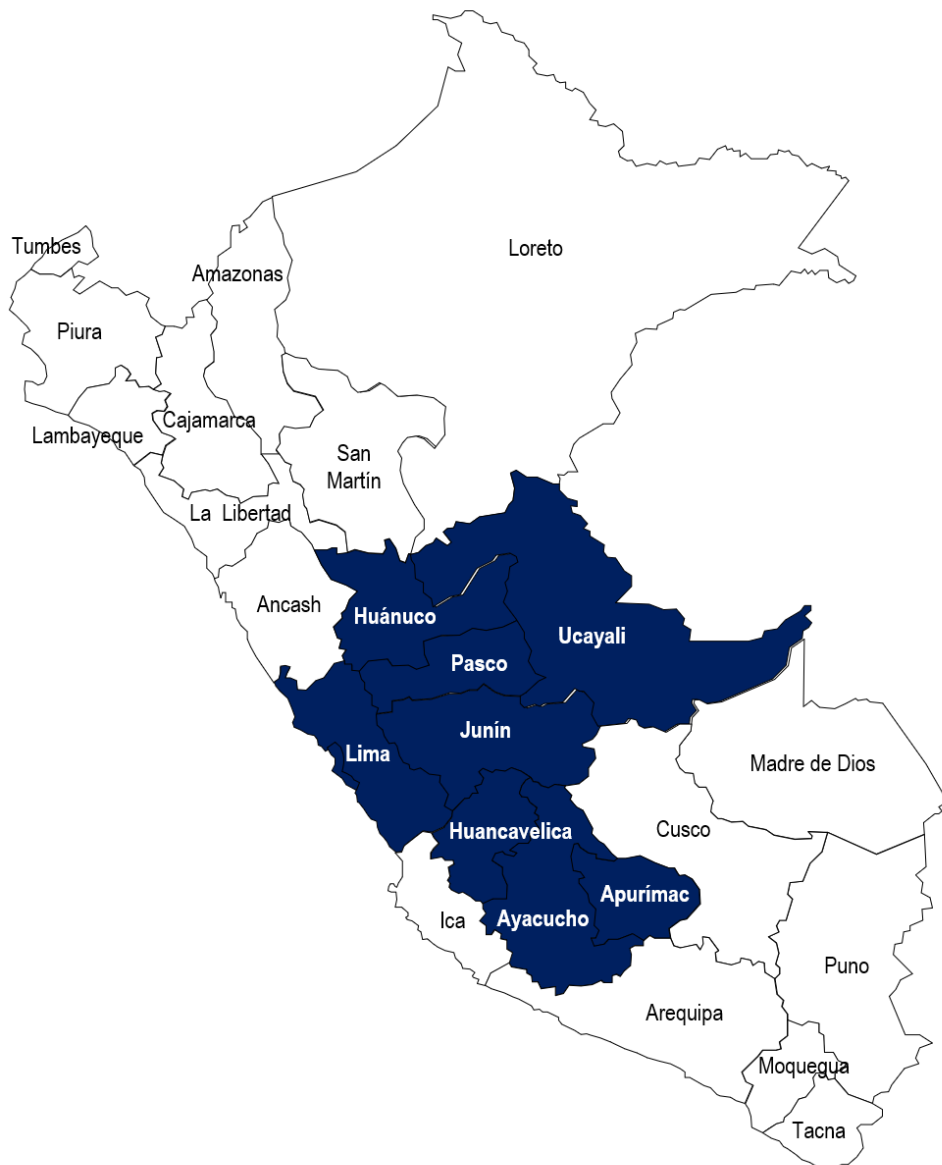 Loreto
Tumbes
Amazonas
Piura
Cajamarca
Lambayeque
San
Martín
La Libertad
Ancash
Huánuco
Ucayali
Pasco
Junín
Lima
Madre de Dios
Huancavelica
Cusco
Apurímac
Ica
Ayacucho
Puno
Arequipa
Moquegua
Tacna